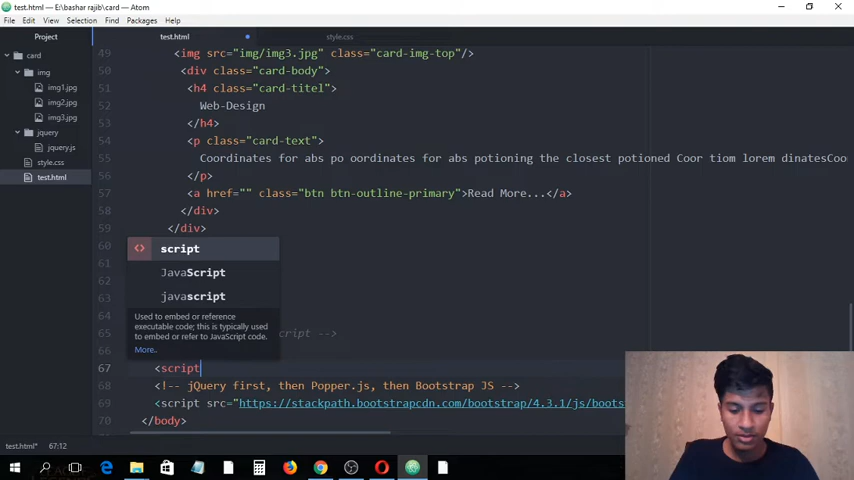 test.html — E:\bashar rajib\card — Atom
File Edit View Selection Find Packages Help
Project
test.html
style.css
card
img
img1.jpg
img2.jpg
img3.jpg
jquery
jquery.js
style.css
test.html
49 <img src="img/img3.jpg" class="card-img-top"/>
50 <div class="card-body">
51 <h4 class="card-titel">
52 Web-Design
53 </h4>
54 <p class="card-text">
55 Coordinates for abs po oordinates for abs potioning the closest potioned Coor tiom lorem dinatesCoo
56 </p>
57 <a href="" class="btn btn-outline-primary">Read More...</a>
58 </div>
59 </div>
60
61
62
63
64
65 cript -->
66
67 <script
68 <!-- jQuery first, then Popper.js, then Bootstrap JS -->
69 <script src="https://stackpath.bootstrapcdn.com/bootstrap/4.3.1/js/boots
70 </body>
<> script
JavaScript
javascript
Used to embed or reference
executable code; this is typically used
to embed or refer to JavaScript code.
More..
test.html* 67:12